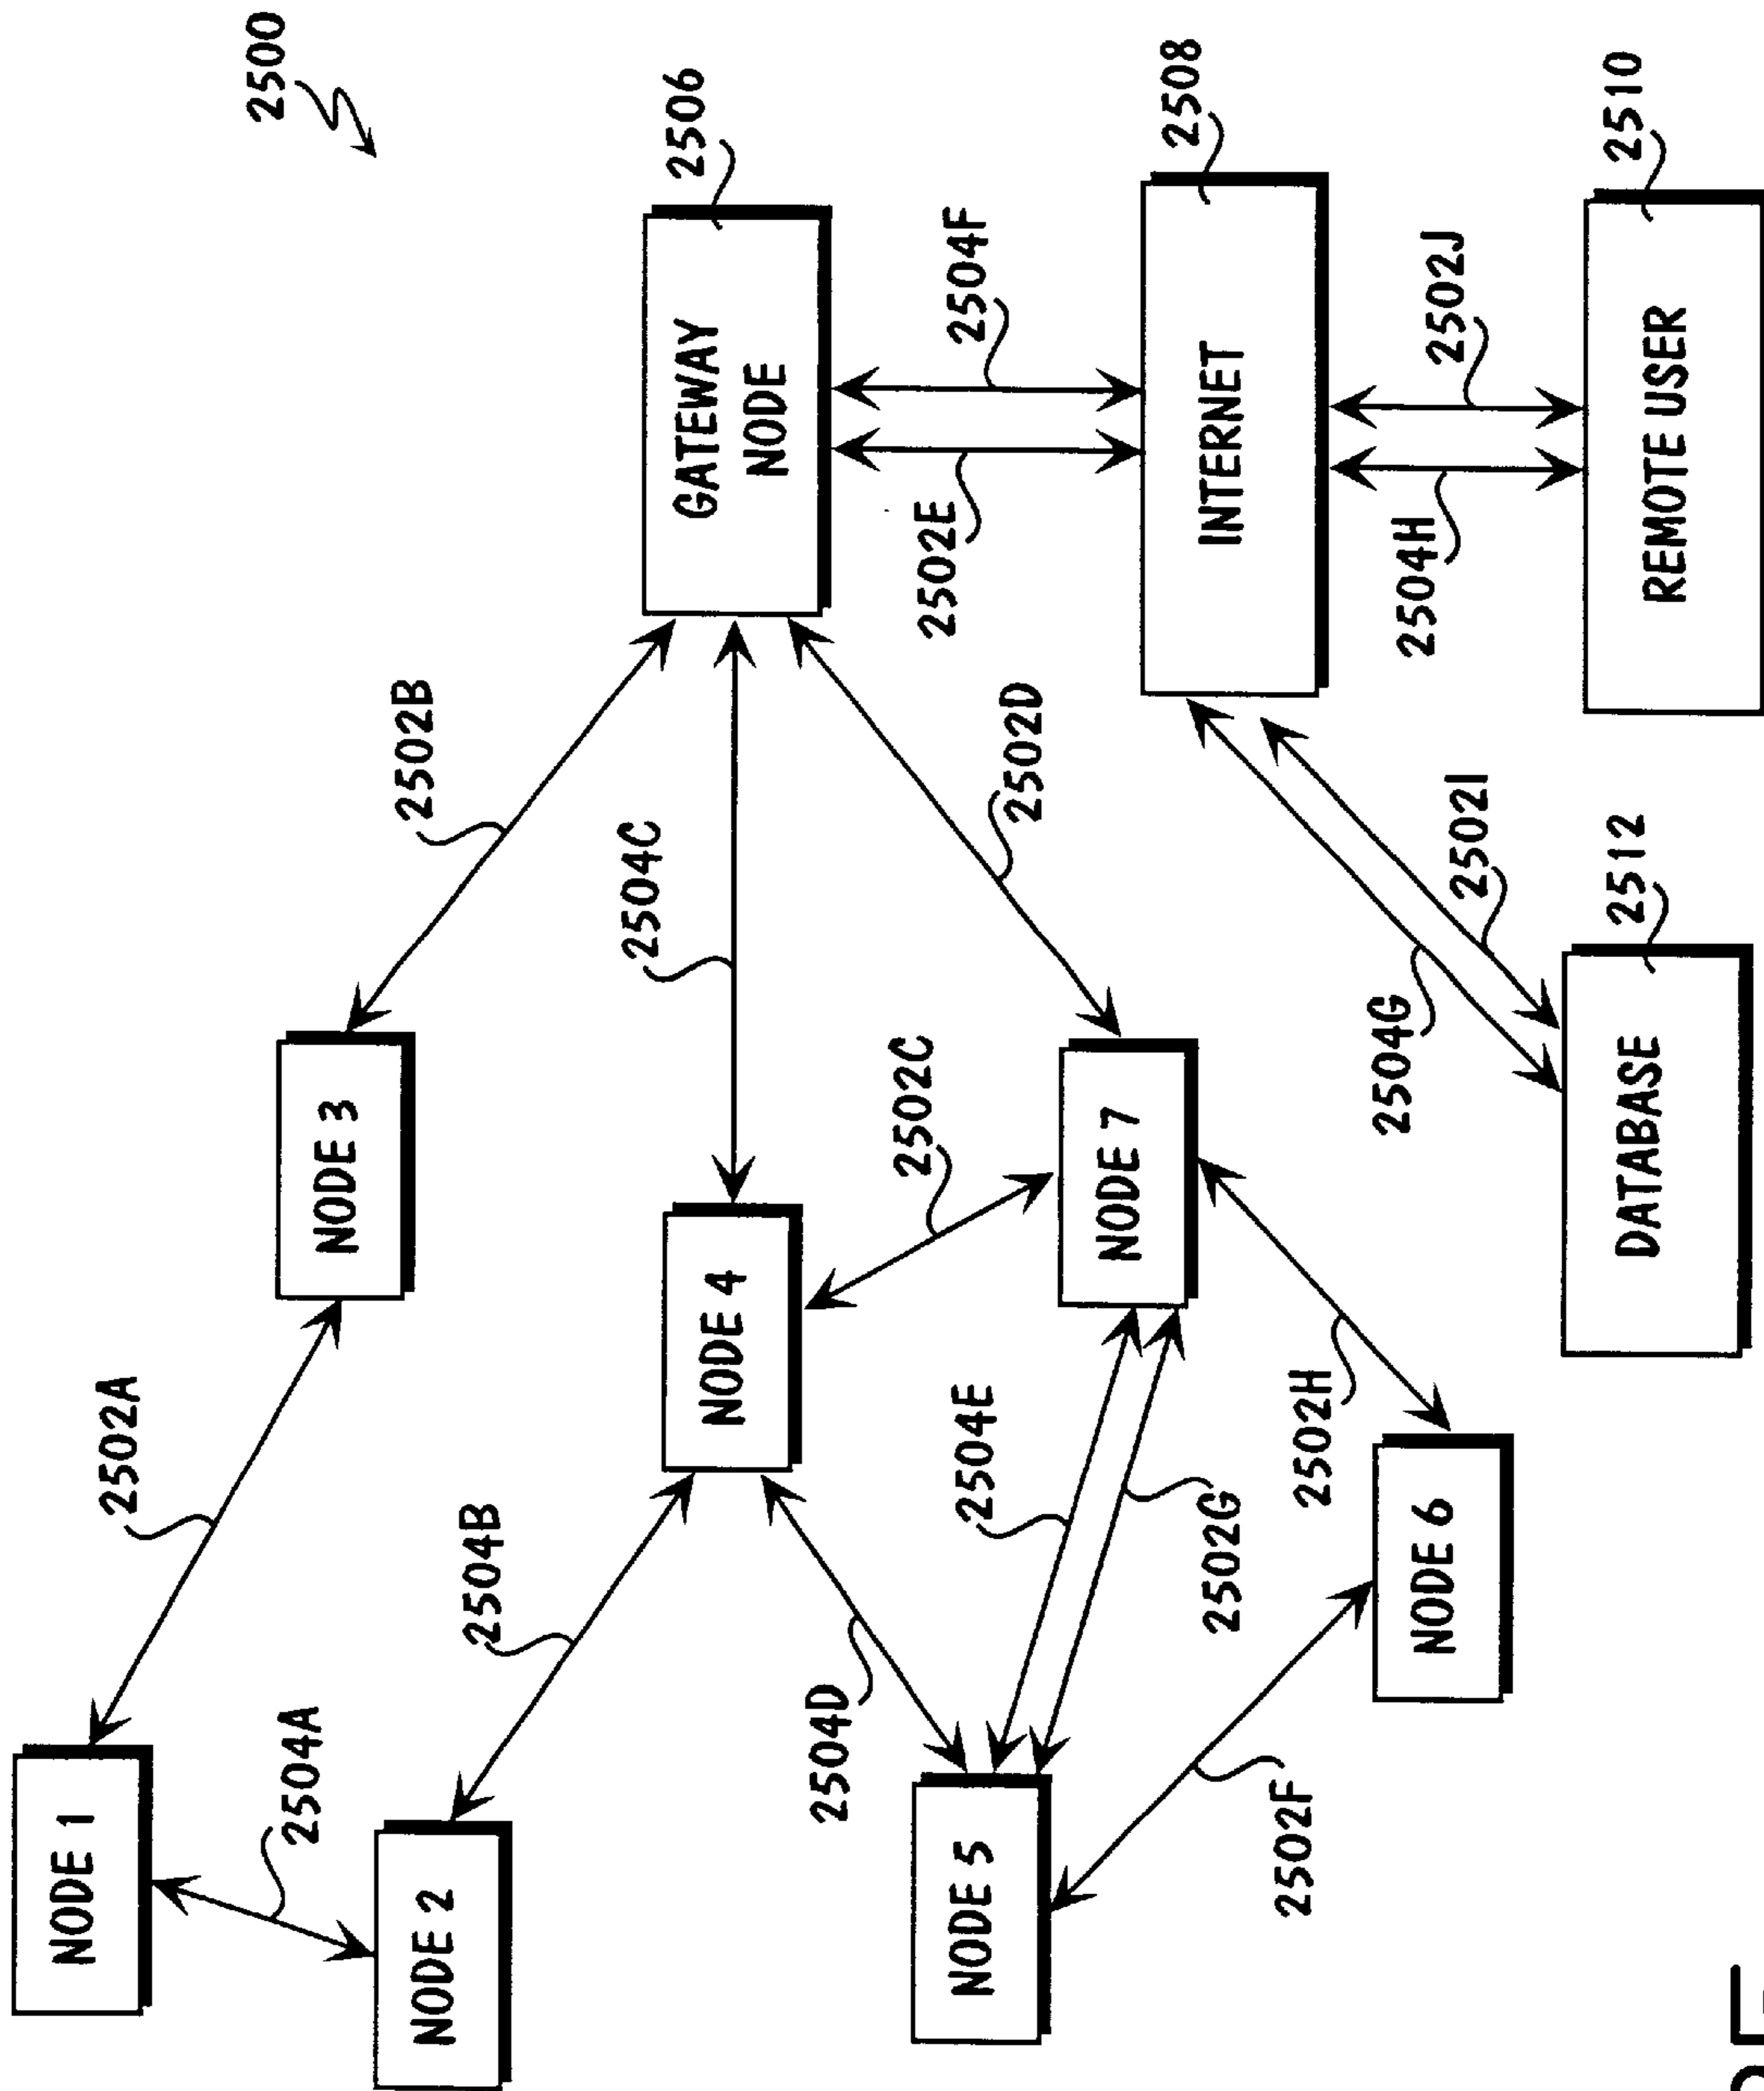 2500
NODE 1
2502A
NODE 3
2502B
GATEWAY
NODE
2506
2504A
NODE 2
2504B
NODE 4
2504C
2502E
2504F
2504D
2502C
2502D
NODE 5
2504E
2502G
NODE 7
INTERNET
2508
2502F
2502H
2504G
2502I
2504H
2502J
NODE 6
DATABASE
2512
REMOTE USER
2510